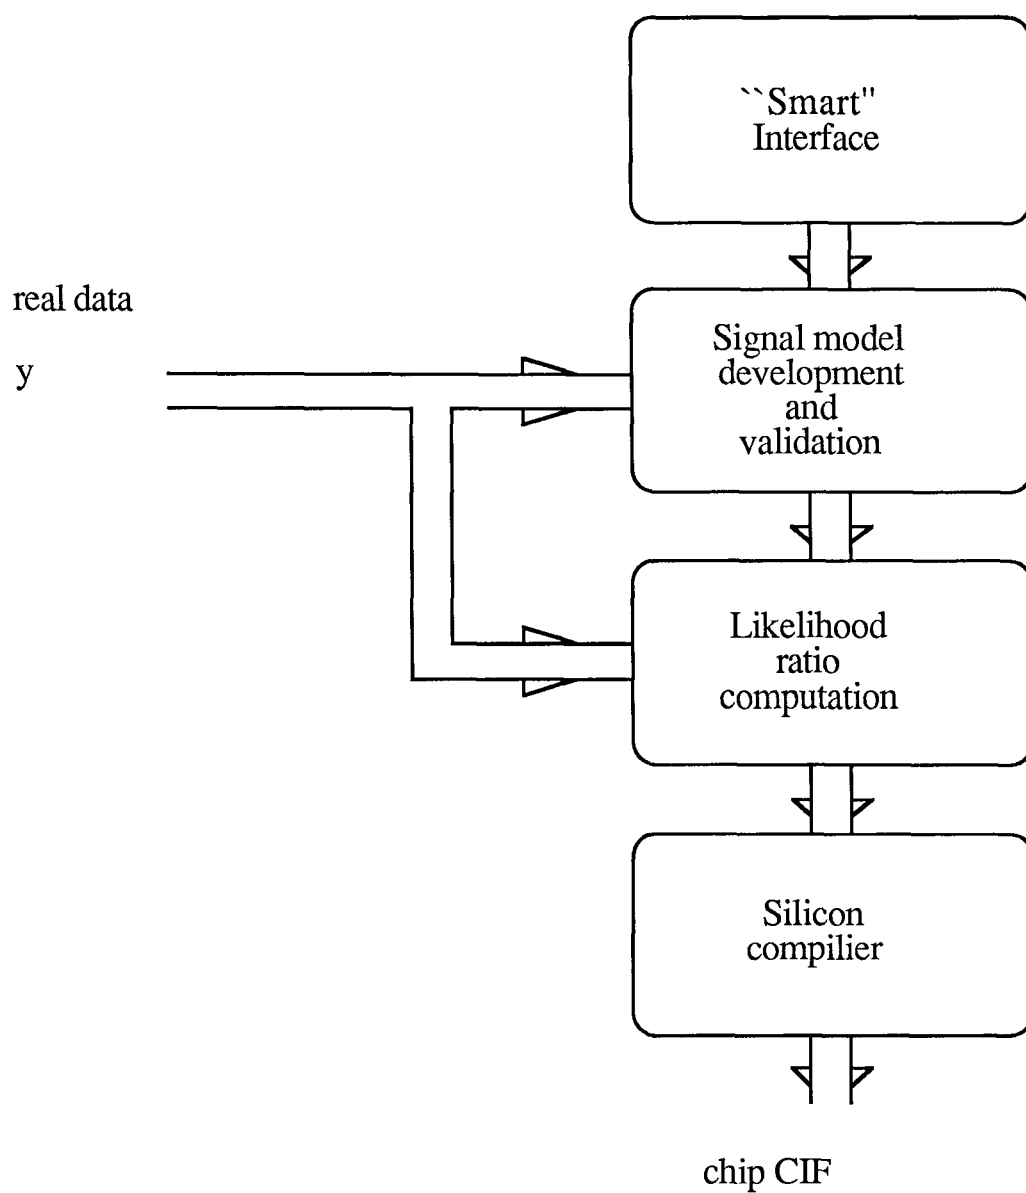 ``Smart"
Interface
real data
y
Signal model
development
and
validation
Likelihood
ratio
computation
Silicon
compilier
chip CIF